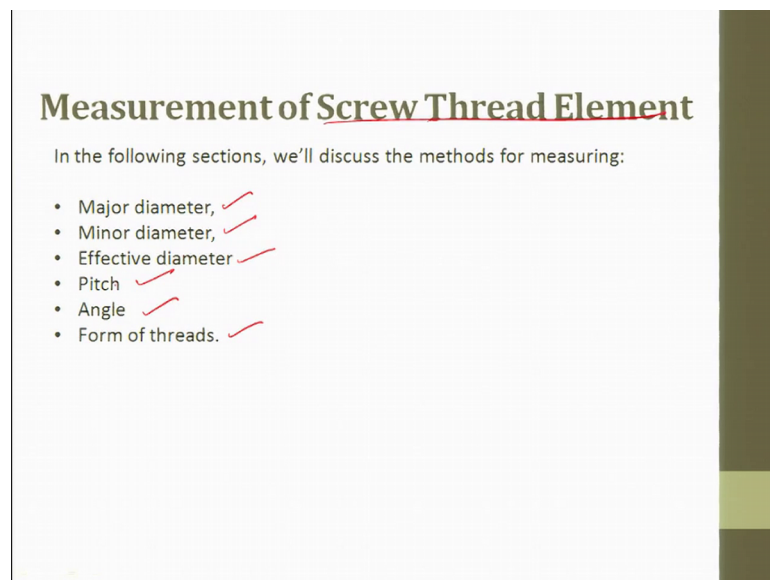 Measurement of Screw Thread Element
In the following sections, we'll discuss the methods for measuring:
• Major diameter,
• Minor diameter,
• Effective diameter
• Pitch
• Angle
• Form of threads.